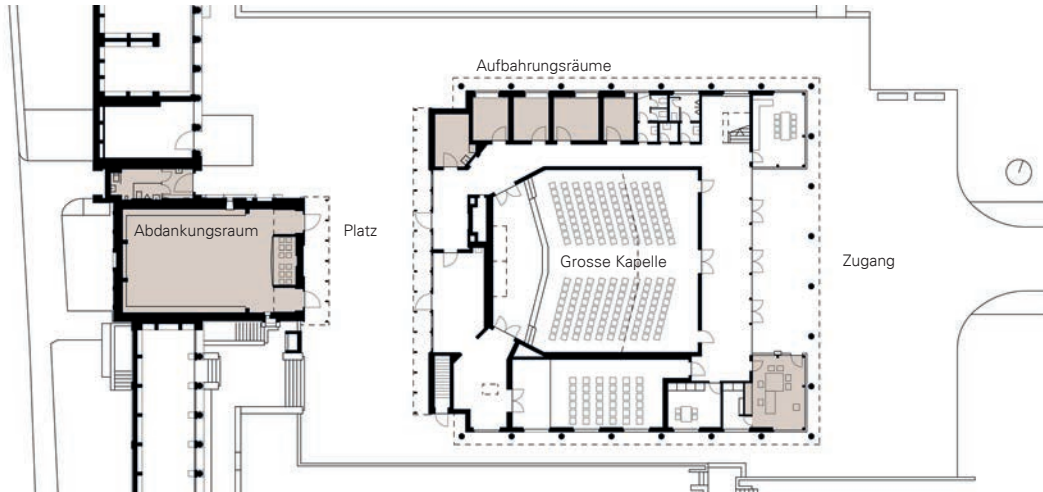 Aufbahrungsräume
Abdankungsraum
Platz
Grosse Kapelle
Zugang